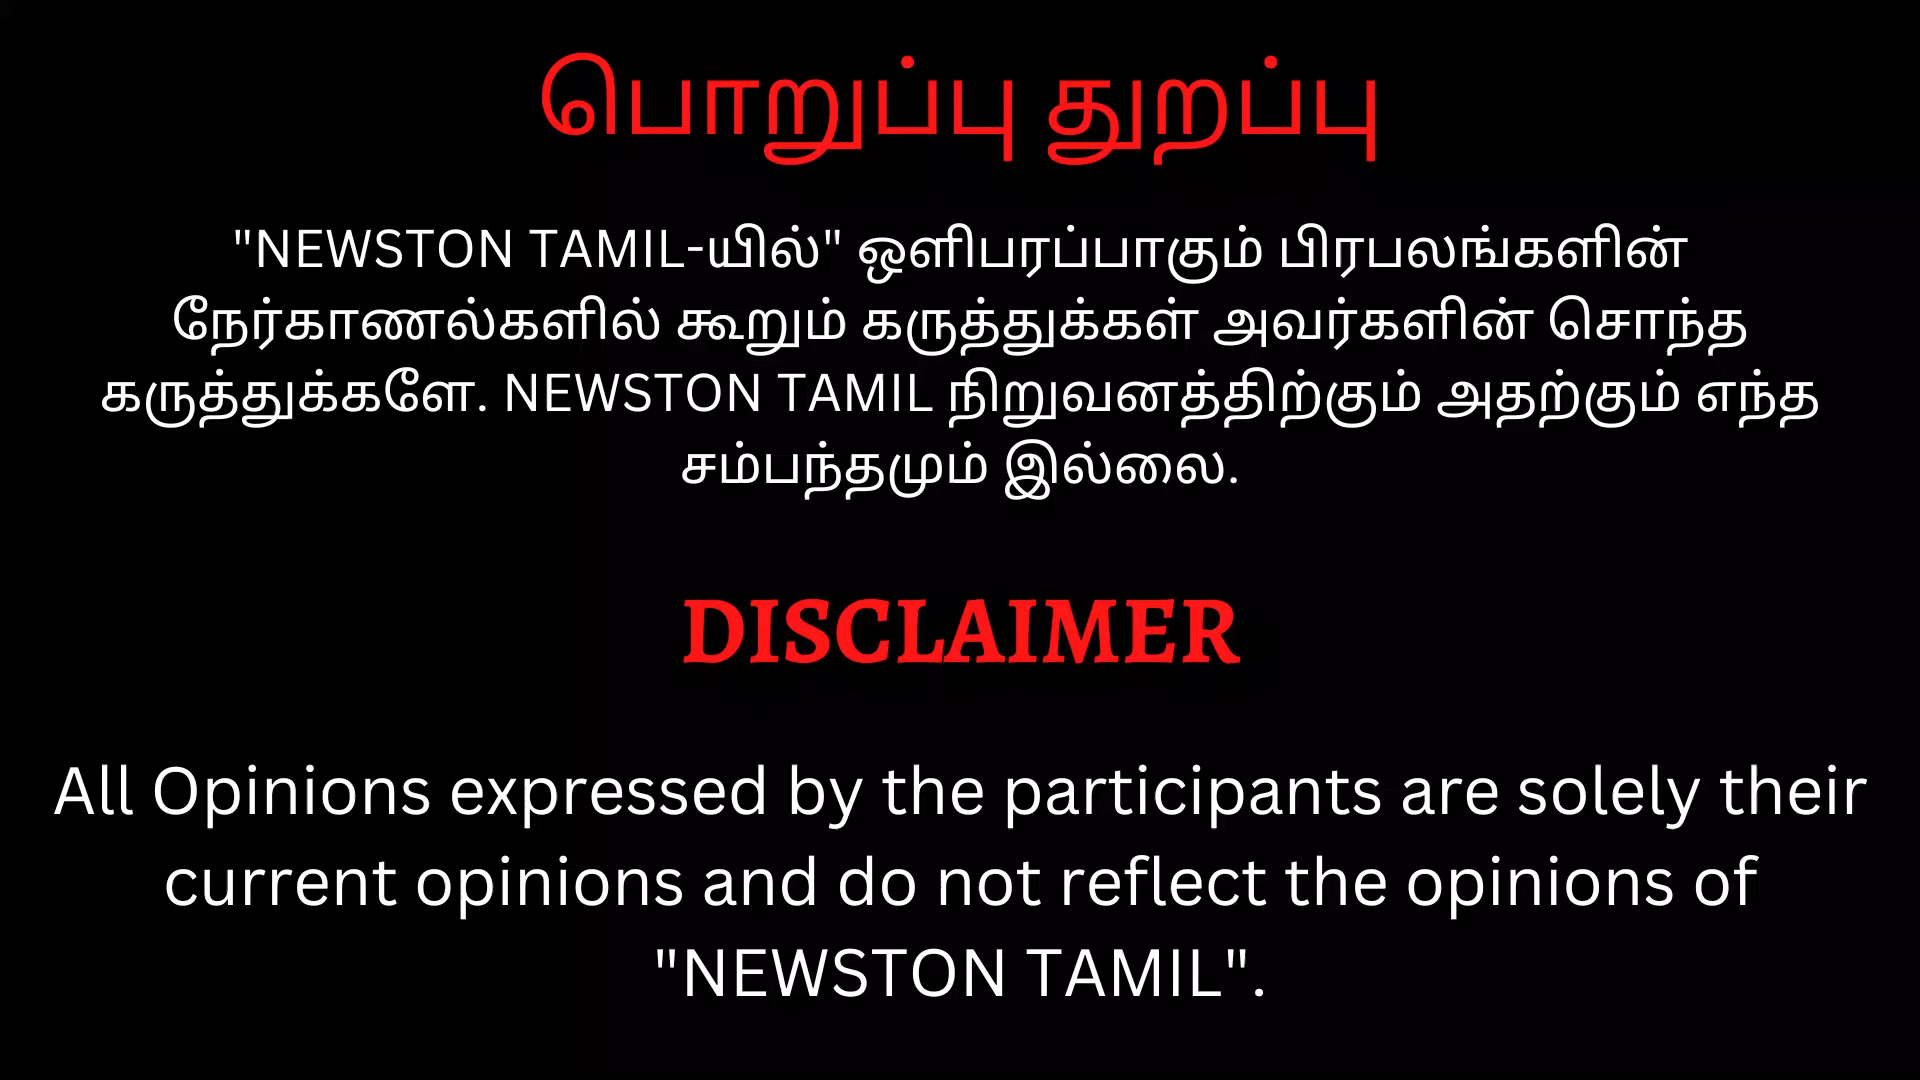 பொறுப்பு துறப்பு
"NEWSTON TAMIL-யில்" ஒளிபரப்பாகும் பிரபலங்களின்
நேர்காணல்களில் கூறும் கருத்துக்கள் அவர்களின் சொந்த
கருத்துக்களே. NEWSTON TAMIL நிறுவனத்திற்கும் அதற்கும் எந்த
சம்பந்தமும் இல்லை.
DISCLAIMER
All Opinions expressed by the participants are solely their
current opinions and do not reflect the opinions of
"NEWSTON TAMIL".